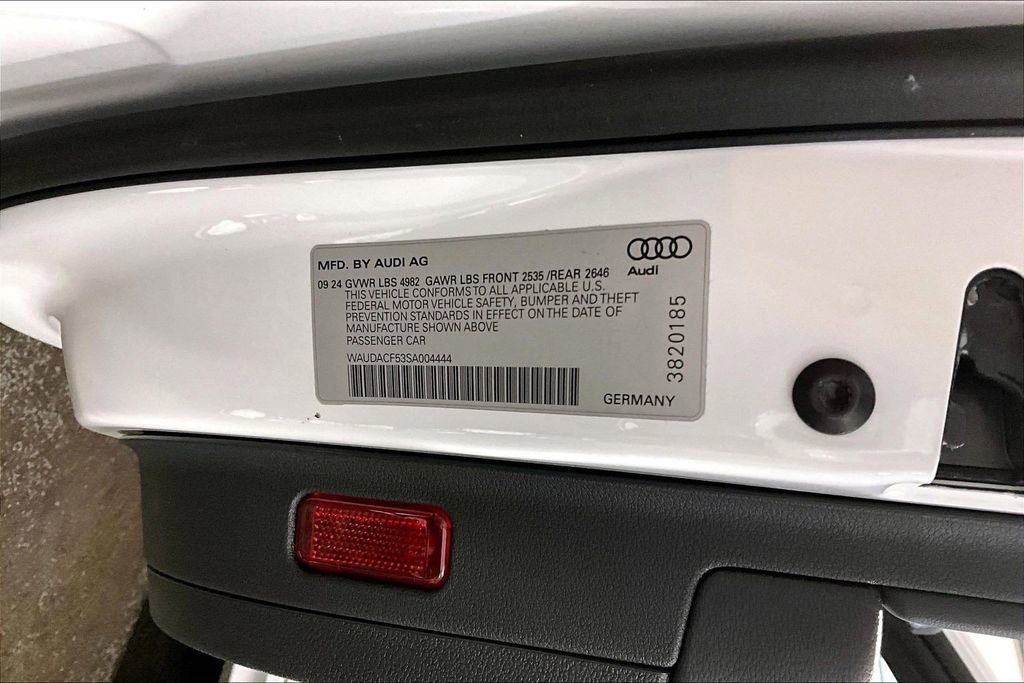 MFD. BY AUDI AG
Audi
09 24 GVWR LBS 4982 GAWR LBS FRONT 2535 /REAR 2646
THIS VEHICLE CONFORMS TO ALL APPLICABLE U.S.
FEDERAL MOTOR VEHICLE SAFETY, BUMPER AND THEFT
PREVENTION STANDARDS IN EFFECT ON THE DATE OF
MANUFACTURE SHOWN ABOVE
PASSENGER CAR
WAUDACF53SA004444
GERMANY
3820185